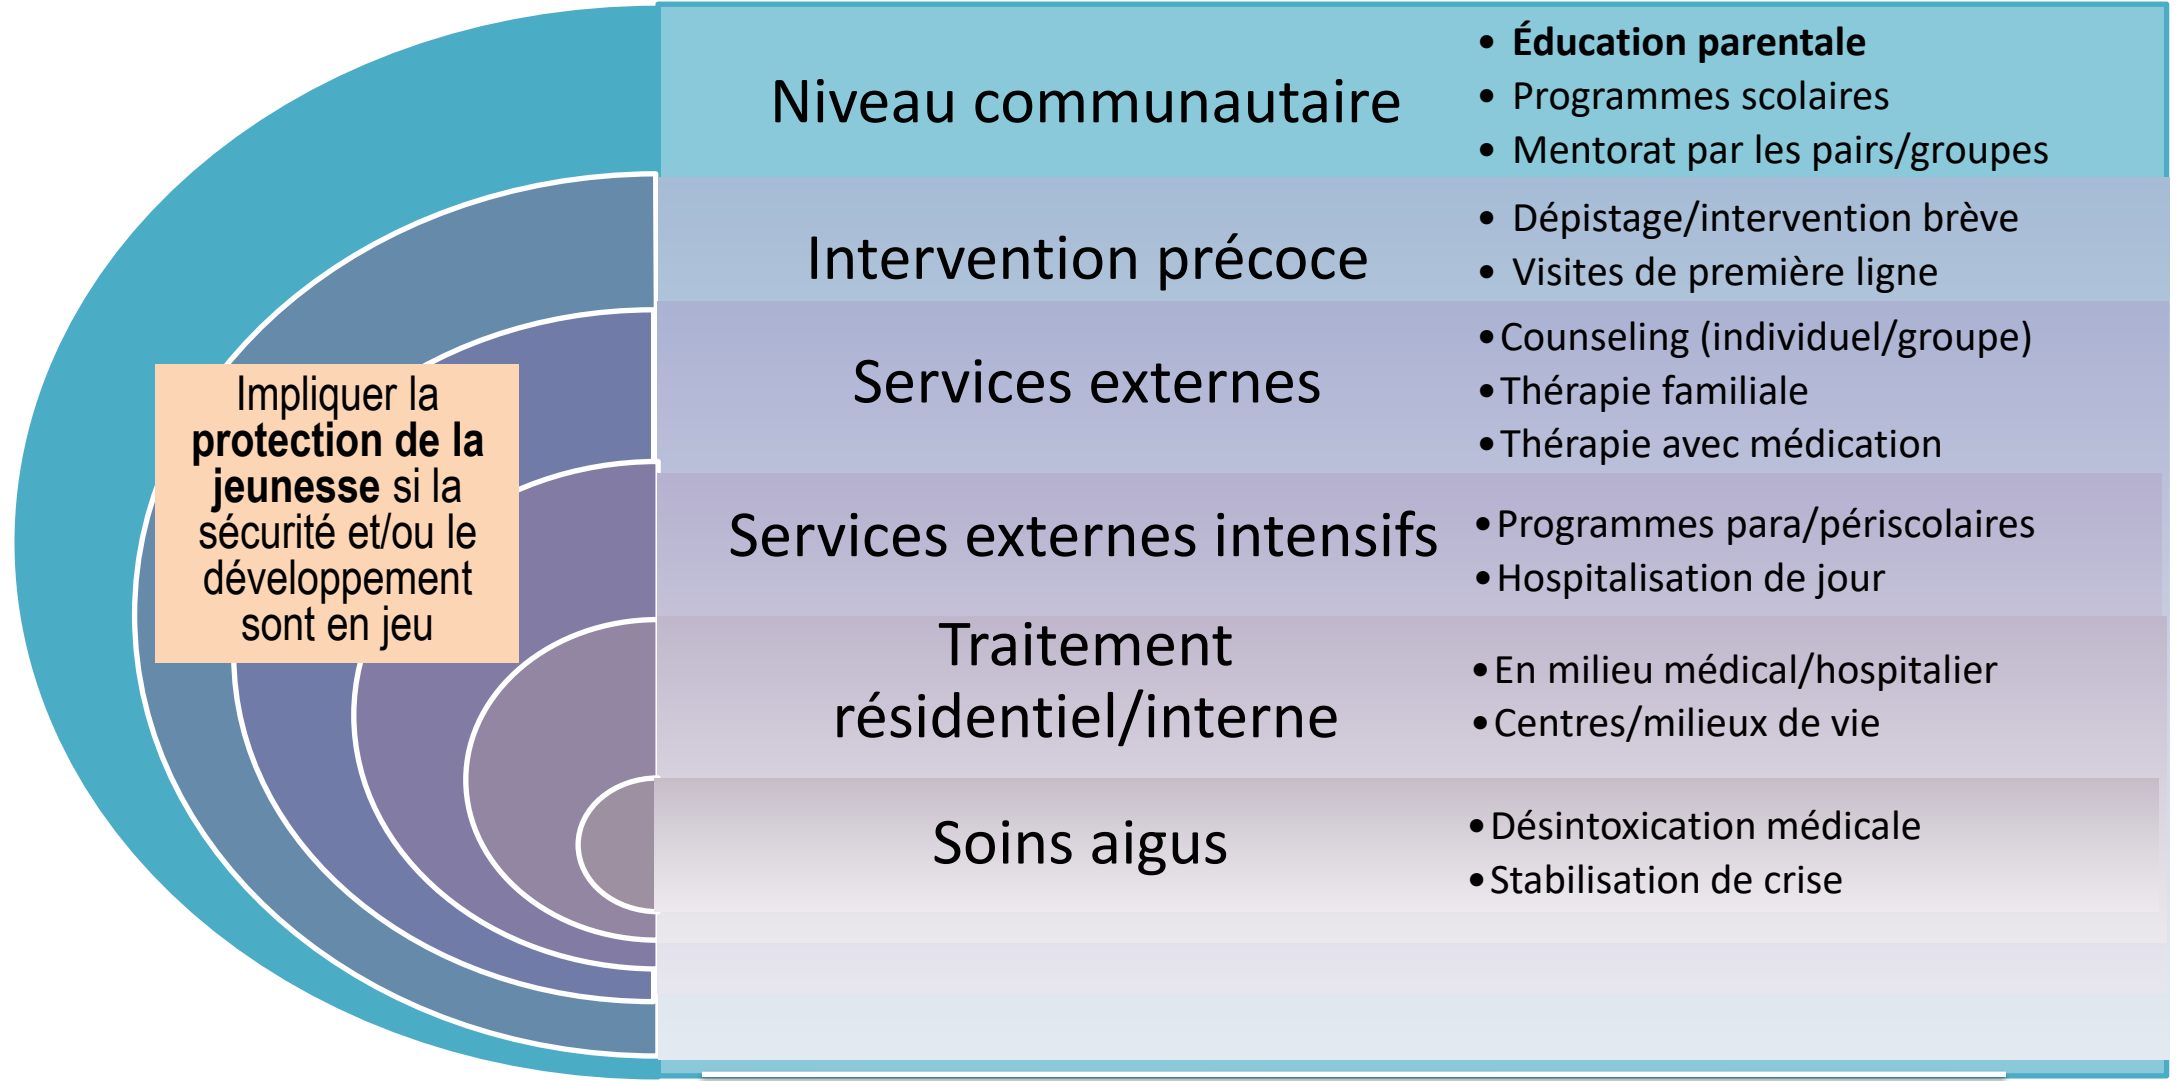 Niveau communautaire
• Éducation parentale
• Programmes scolaires
• Mentorat par les pairs/groupes
Intervention précoce
• Dépistage/intervention brève
• Visites de première ligne
Services externes
•Counseling (individuel/groupe)
•Thérapie familiale
•Thérapie avec médication
Services externes intensifs
•Programmes para/périscolaires
•Hospitalisation de jour
Traitement
résidentiel/interne
•En milieu médical/hospitalier
•Centres/milieux de vie
Soins aigus
•Désintoxication médicale
•Stabilisation de crise
Impliquer la
protection de la
jeunesse si la
sécurité et/ou le
développement
sont en jeu